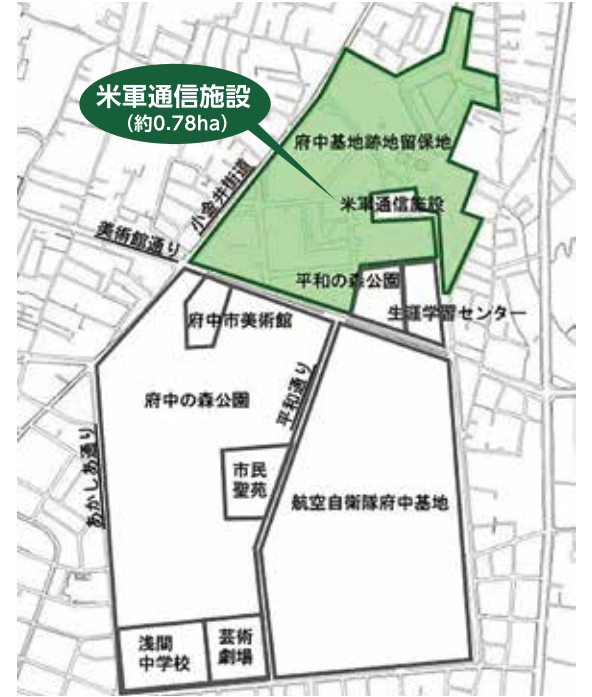 米軍通信施設
(約0.78ha)
府中基地跡地留保地
米軍通信施設
小金井街道
美術館通り
平和の森公園
生涯学習センター
府中市美術館
平和通り
府中の森公園
あかしあ通り
市民
聖苑
航空自衛隊府中基地
浅間
中学校
芸術
劇場